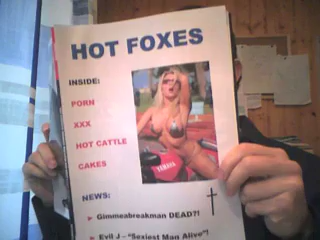 HOT FOXES
INSIDE:
PORN
XXX
HOT CATTLE
CAKES
YAMAHA
NEWS:
Gimmeabreakman DEAD?!
Evil J – "Sexiest Man Alive"!